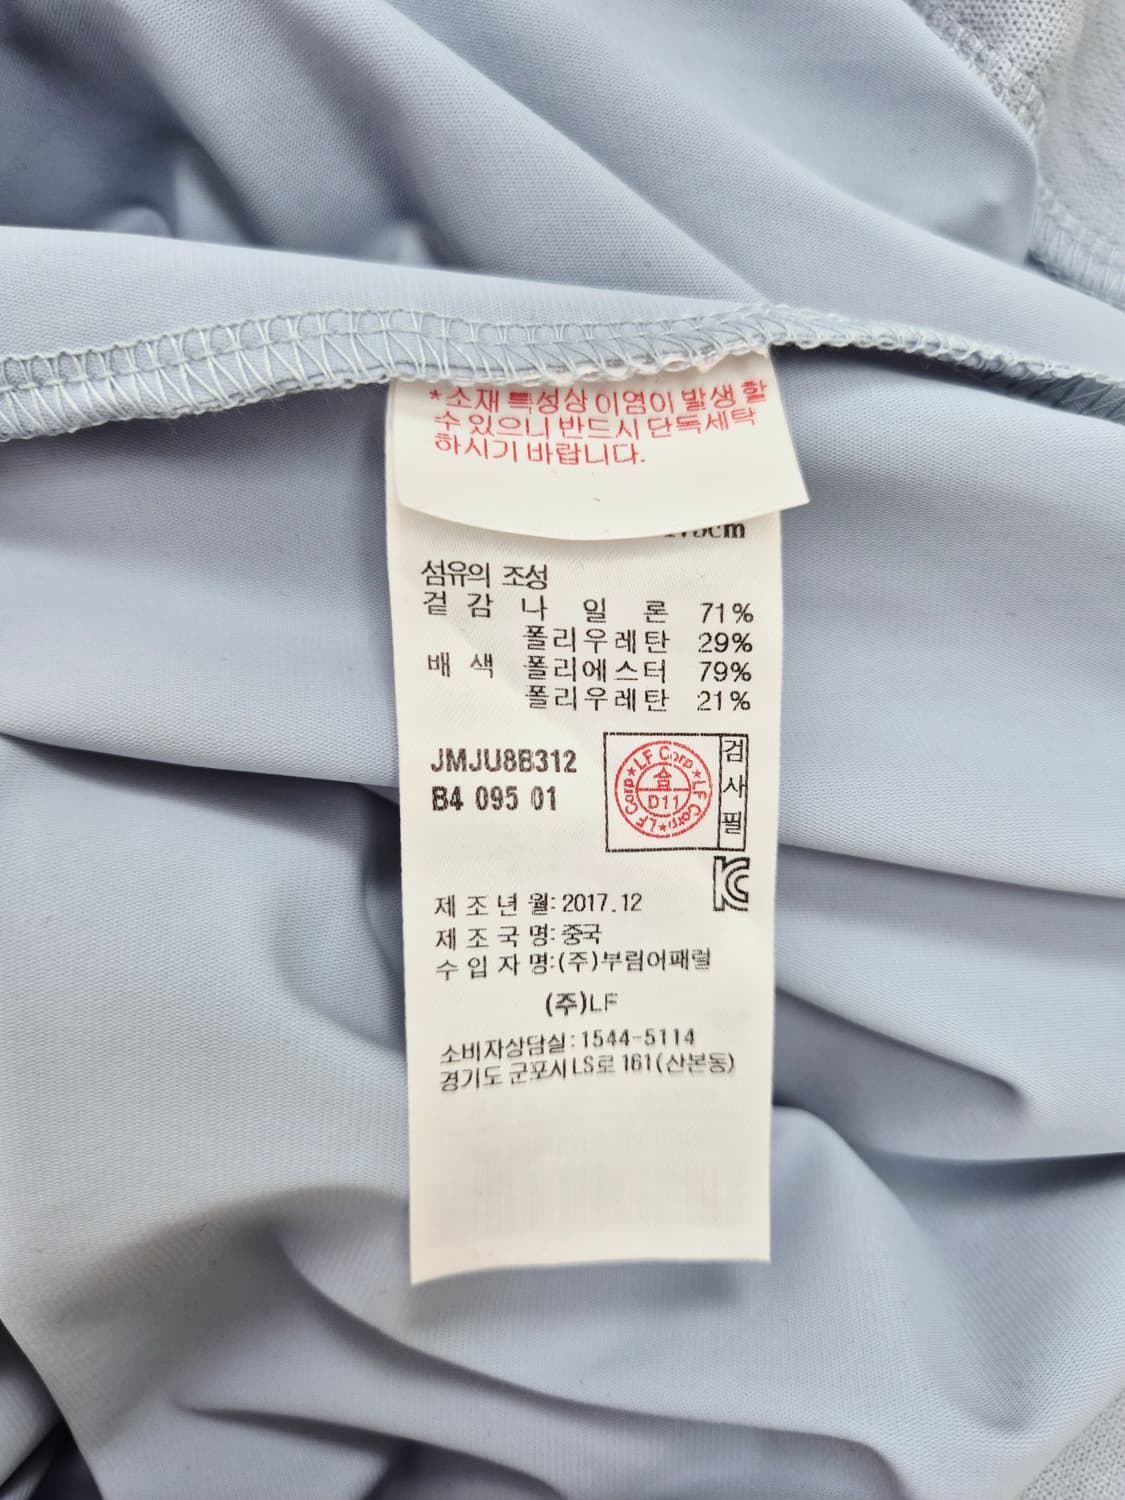 *소재 특성상 이염이 발생 할
수 있으니 반드시 단독세탁
하시기 바랍니다.
섬유의 조성
겉 감 나 일 론 71%
폴리우레탄 29%
배 색 폴리에스터 79%
폴리우레탄 21%
JMJU8B312
B4 095 01
LF Corp★LF Corp★LF Corp★
合
D11
검
사
필
KC
제 조 년 월: 2017.12
제 조 국 명: 중국
수 입 자 명:(주)부림어패럴
(주)LF
소비자상담실:1544-5114
경기도 군포시 LS로 161(산본동)